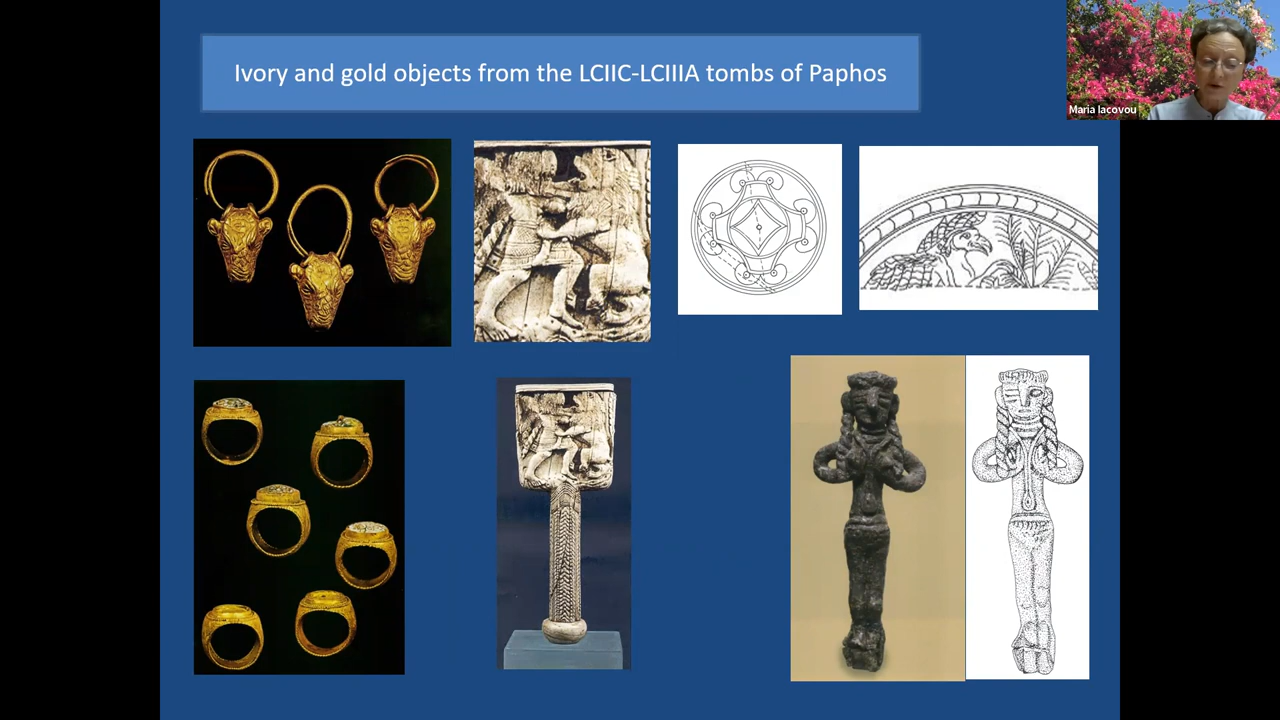 Ivory and gold objects from the LCIIC-LCIIIA tombs of Paphos
Maria Iacovou